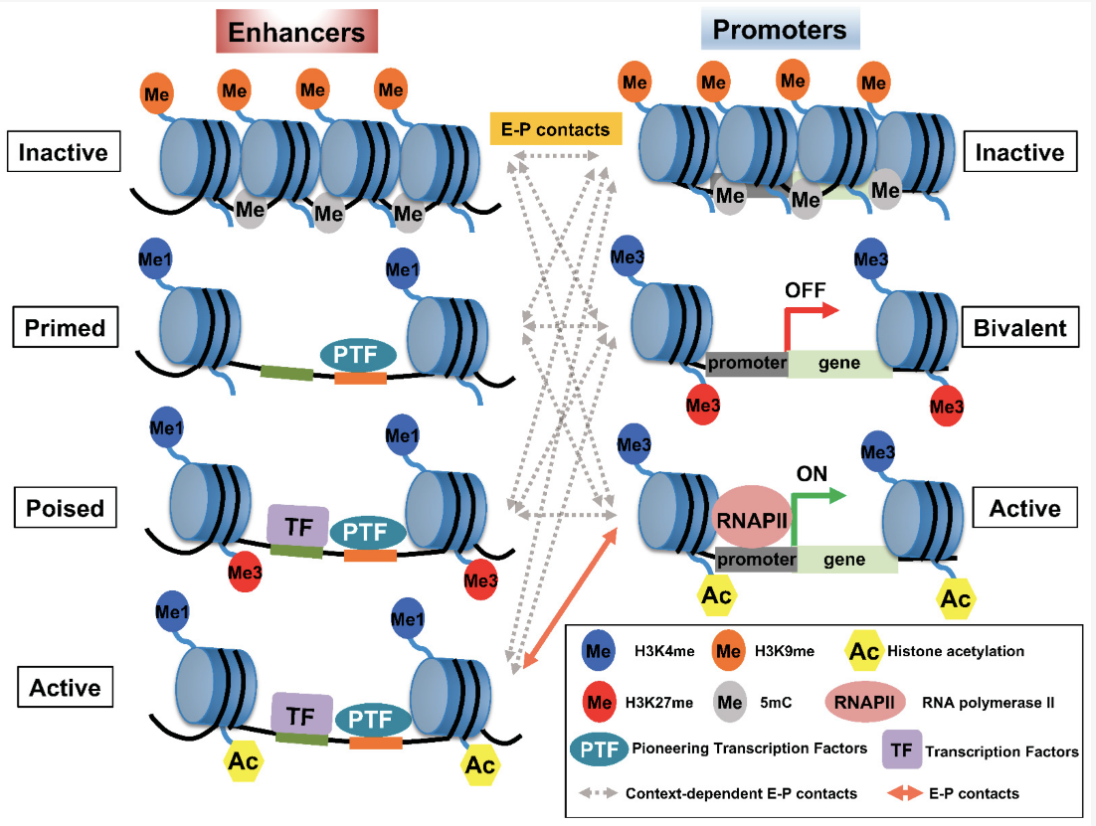 Enhancers
Promoters
Me Me Me Me
Me Me Me Me
E-P contacts
Inactive
Inactive
Me Me Me
Me Me Me
Me1 Me1
Me3 Me3
OFF
Primed
PTF
Bivalent
promoter gene
Me3 Me3
Me1 Me1
Me3 Me3
ON
Poised
TF PTF
RNAPII
Active
promoter gene
Me3 Me3
Ac Ac
Me1 Me1
Active
TF PTF
Ac Ac
Me H3K4me Me H3K9me Ac Histone acetylation
Me H3K27me Me 5mC RNAPII RNA polymerase II
PTF Pioneering Transcription Factors TF Transcription Factors
Context-dependent E-P contacts E-P contacts